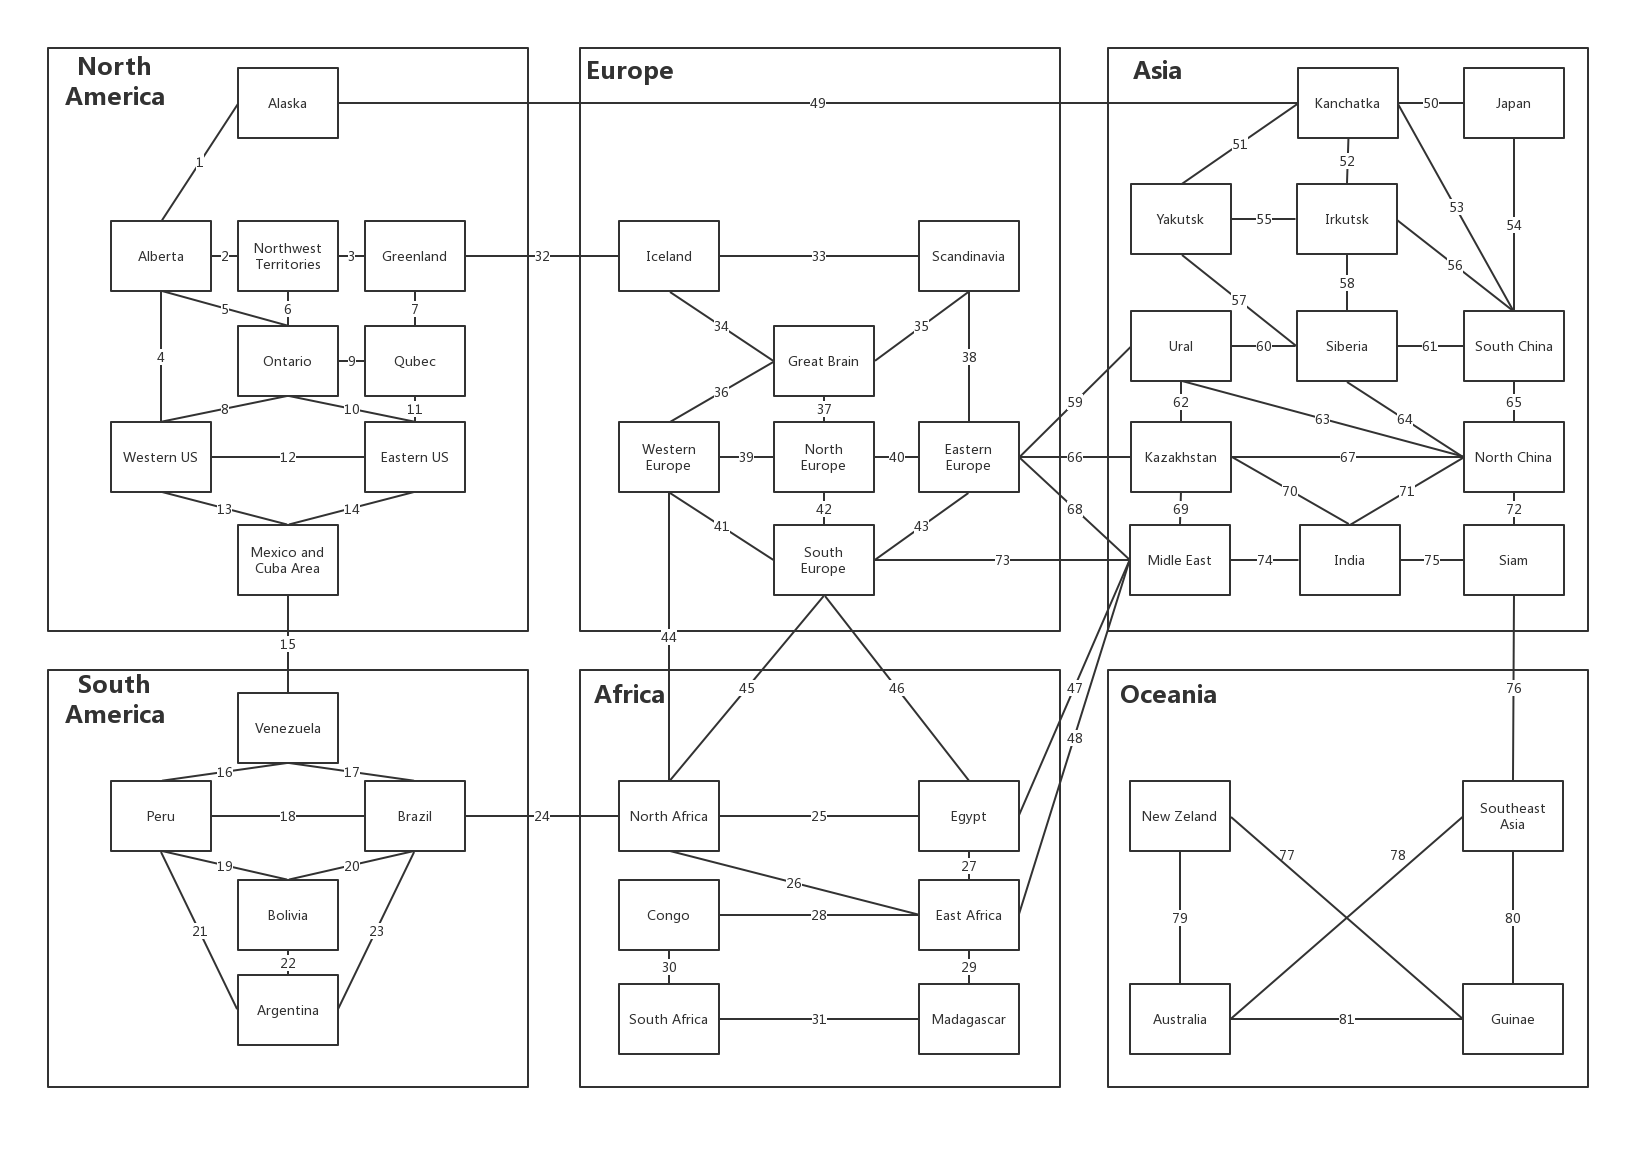 North
America
Europe
Asia
Alaska
49
Kanchatka
50
Japan
1
51
52
53
54
Yakutsk
55
Irkutsk
56
Alberta
2
Northwest
Territories
3
Greenland
32
Iceland
33
Scandinavia
57
58
4
5
6
7
34
35
38
Ontario
9
Qubec
Great Brain
Ural
60
Siberia
61
South China
8
10
11
36
37
59
62
63
64
65
Western US
12
Eastern US
Western
Europe
39
North
Europe
40
Eastern
Europe
66
Kazakhstan
67
North China
13
14
41
42
43
68
69
70
71
72
Mexico and
Cuba Area
South
Europe
73
Midle East
74
India
75
Siam
15
44
45
46
47
48
76
South
America
Africa
Oceania
Venezuela
16
17
Peru
18
Brazil
24
North Africa
25
Egypt
New Zeland
Southeast
Asia
19
20
26
27
77
78
Bolivia
Congo
28
East Africa
21
22
23
30
29
79
80
Argentina
South Africa
31
Madagascar
Australia
81
Guinae